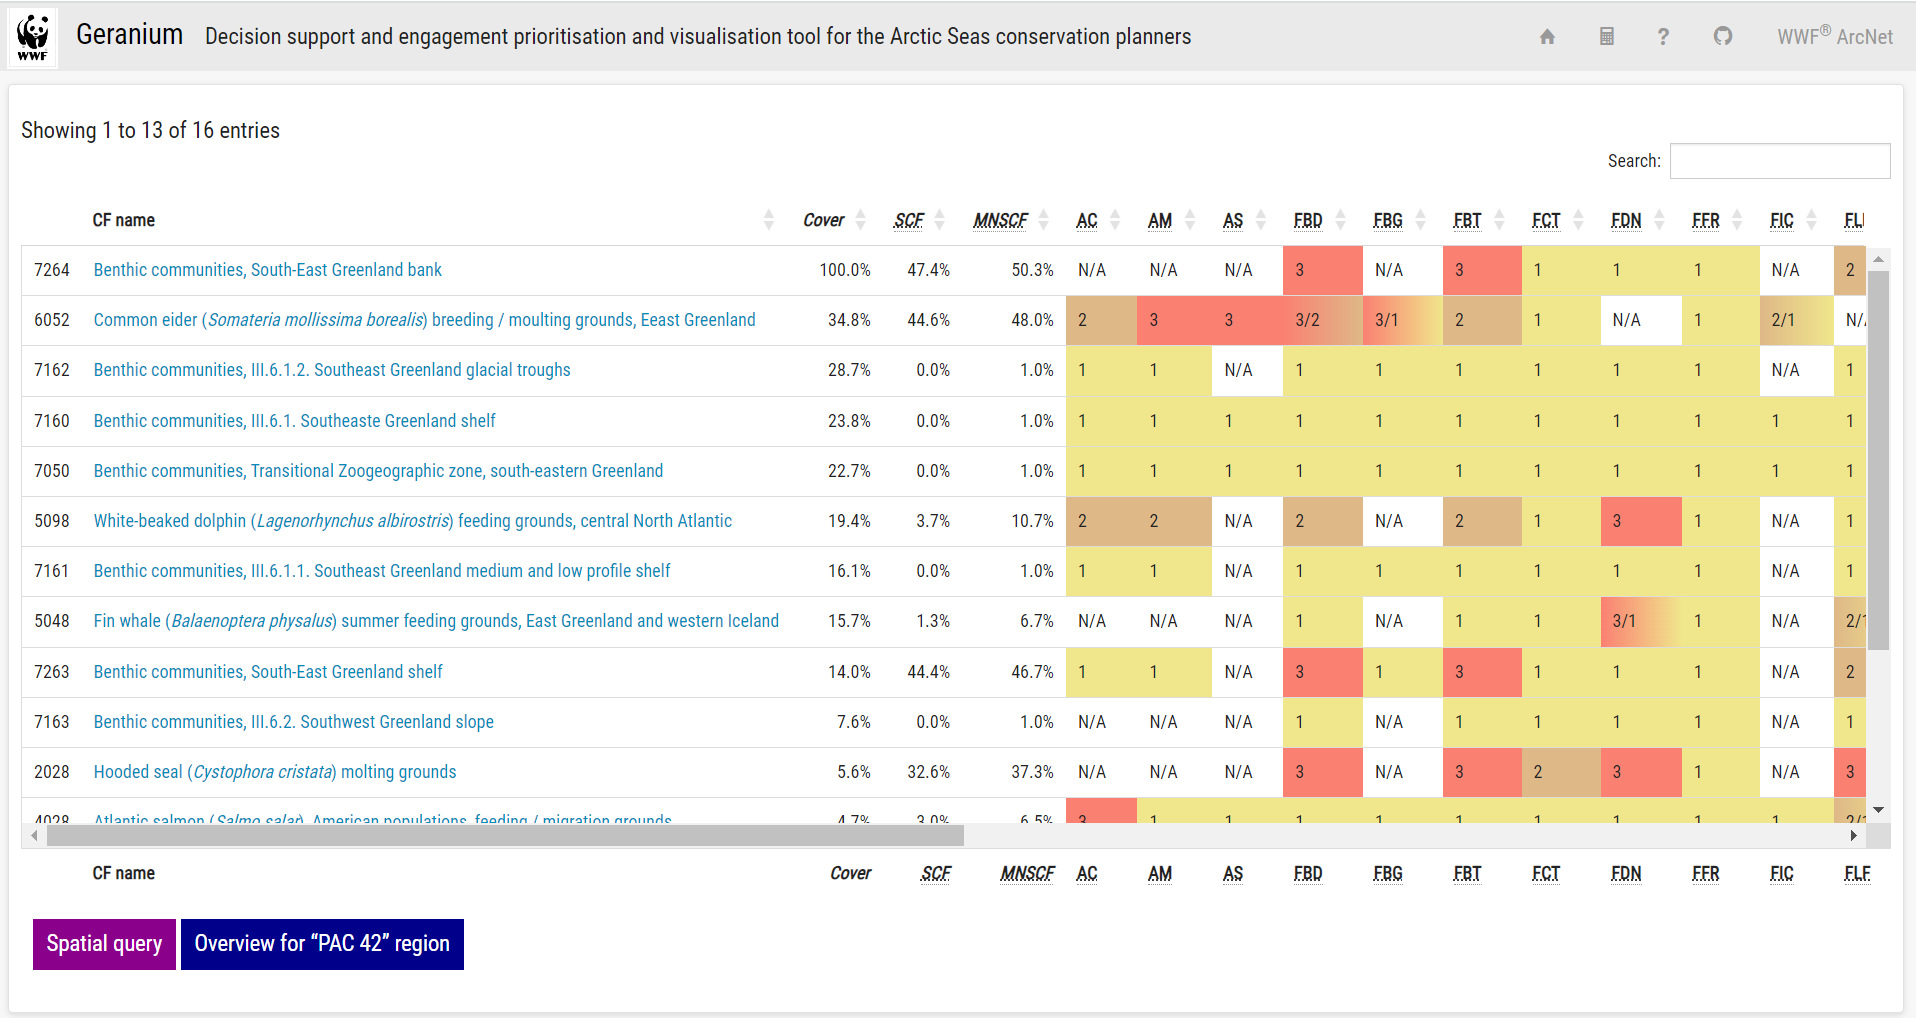 WWF Geranium Decision support and engagement prioritisation and visualisation tool for the Arctic Seas conservation planners ? WWF® ArcNet
Showing 1 to 13 of 16 entries
Search:
CF name Cover SCF MNSCF AC AM AS FBD FBG FBT FCT FDN FFR FIC
7264 Benthic communities, South-East Greenland bank 100.0% 47.4% 50.3% N/A N/A N/A 3 N/A 3 1 1 1 N/A 2
6052 Common eider (Somateria mollissima borealis) breeding / moulting grounds, Eeast Greenland 34.8% 44.6% 48.0% 2 3 3 3/2 3/1 2 1 N/A 1 2/1 N/
7162 Benthic communities, III.6.1.2. Southeast Greenland glacial troughs 28.7% 0.0% 1.0% 1 1 N/A 1 1 1 1 1 1 N/A 1
7160 Benthic communities, III.6.1. Southeaste Greenland shelf 23.8% 0.0% 1.0% 1 1 1 1 1 1 1 1 1 1 1
7050 Benthic communities, Transitional Zoogeographic zone, south-eastern Greenland 22.7% 0.0% 1.0% 1 1 1 1 1 1 1 1 1 1 1
5098 White-beaked dolphin (Lagenorhynchus albirostris) feeding grounds, central North Atlantic 19.4% 3.7% 10.7% 2 2 N/A 2 N/A 2 1 3 1 N/A 1
7161 Benthic communities, III.6.1.1. Southeast Greenland medium and low profile shelf 16.1% 0.0% 1.0% 1 1 N/A 1 1 1 1 1 1 N/A 1
5048 Fin whale (Balaenoptera physalus) summer feeding grounds, East Greenland and western Iceland 15.7% 1.3% 6.7% N/A N/A N/A 1 N/A 1 1 3/1 1 N/A 2/1
7263 Benthic communities, South-East Greenland shelf 14.0% 44.4% 46.7% 1 1 N/A 3 1 3 1 1 1 N/A 2
7163 Benthic communities, III.6.2. Southwest Greenland slope 7.6% 0.0% 1.0% N/A N/A N/A 1 N/A 1 1 1 1 N/A 1
2028 Hooded seal (Cystophora cristata) molting grounds 5.6% 32.6% 37.3% N/A N/A N/A 3 N/A 3 2 3 1 N/A 3
4028 Atlantic salmon (Salmo salar), American populations, feeding / migration grounds 4.7% 3.0% 6.5% 3 1 1 1 1 1 1 1 1 1 2/1
CF name Cover SCF MNSCF AC AM AS FBD FBG FBT FCT FDN FFR FIC FLF
Spatial query Overview for “PAC 42” region